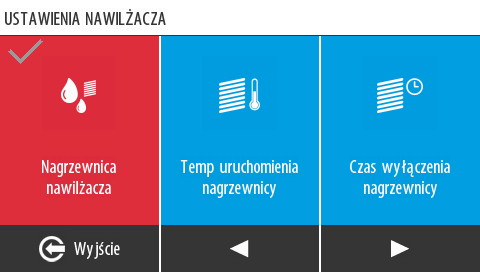 USTAWIENIA NAWILŻACZA
Nagrzewnica
nawilżacza
Temp uruchomienia
nagrzewnicy
Czas wyłączenia
nagrzewnicy
Wyjście